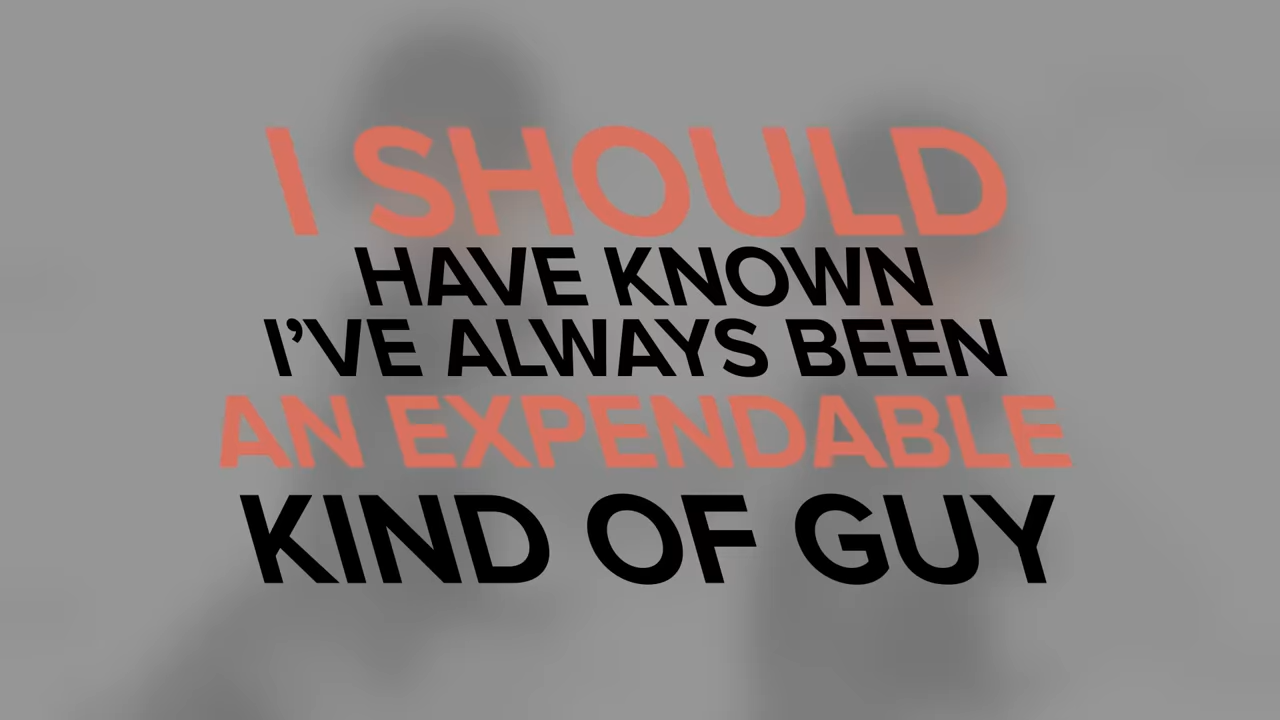 I SHOULD
HAVE KNOWN
I’VE ALWAYS BEEN
AN EXPENDABLE
KIND OF GUY